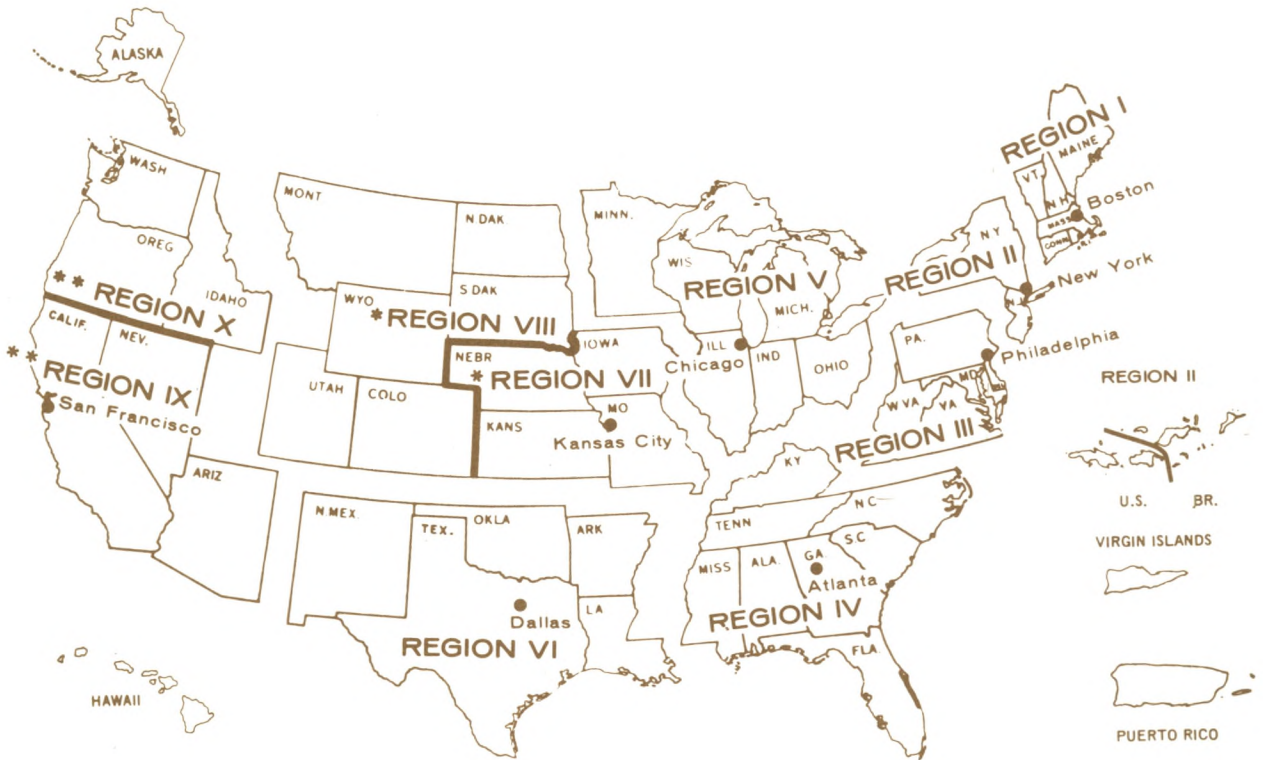 ALASKA
WASH
OREG
IDAHO
** REGION X
MONT
WYO
N DAK
S DAK
* REGION VIII
CALIF.
NEV.
** REGION IX
San Francisco
UTAH
COLO
ARIZ
NEBR
* REGION VII
IOWA
KANS
MO
Kansas City
MINN.
WIS
REGION V
MICH.
ILL
Chicago
IND
OHIO
REGION I
MAINE
VT.
N.H.
MASS
CONN
Boston
N.Y
REGION II
New York
N.J.
PA.
Philadelphia
MD
W VA
VA
REGION III
KY
TENN
N C
S.C
MISS
ALA.
GA.
Atlanta
REGION IV
FLA.
N MEX.
TEX.
OKLA
ARK
LA
Dallas
REGION VI
HAWAII
REGION II
U.S. BR.
VIRGIN ISLANDS
PUERTO RICO